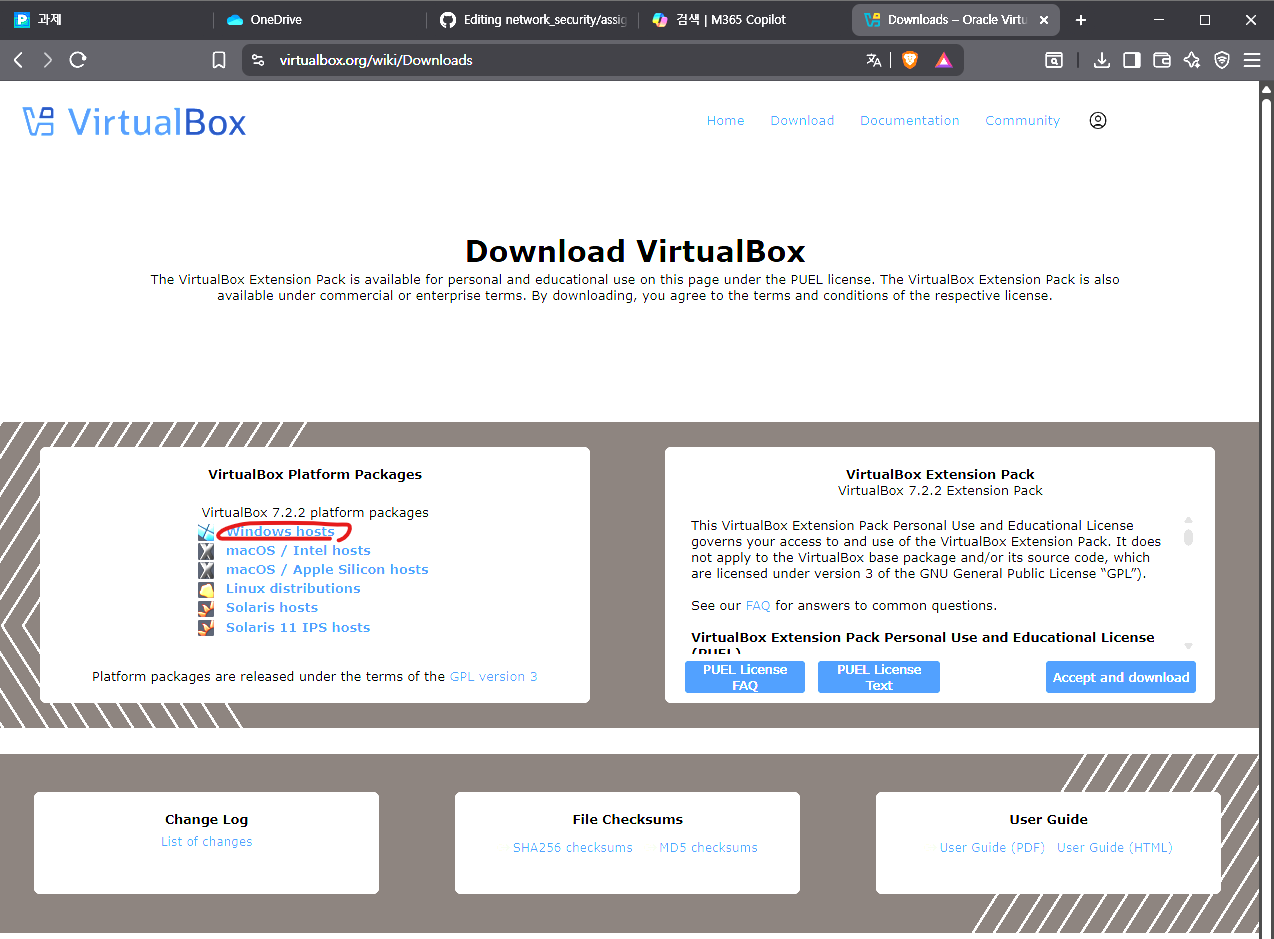 과제
OneDrive
Editing network_security/assig
검색 | M365 Copilot
Downloads – Oracle Virtu
virtualbox.org/wiki/Downloads
VirtualBox
Home Download Documentation Community
Download VirtualBox
The VirtualBox Extension Pack is available for personal and educational use on this page under the PUEL license. The VirtualBox Extension Pack is also
available under commercial or enterprise terms. By downloading, you agree to the terms and conditions of the respective license.
VirtualBox Platform Packages
VirtualBox 7.2.2 platform packages
Windows hosts
macOS / Intel hosts
macOS / Apple Silicon hosts
Linux distributions
Solaris hosts
Solaris 11 IPS hosts
Platform packages are released under the terms of the GPL version 3
VirtualBox Extension Pack
VirtualBox 7.2.2 Extension Pack
This VirtualBox Extension Pack Personal Use and Educational License
governs your access to and use of the VirtualBox Extension Pack. It does
not apply to the VirtualBox base package and/or its source code, which
are licensed under version 3 of the GNU General Public License “GPL”).
See our FAQ for answers to common questions.
VirtualBox Extension Pack Personal Use and Educational License
(PUEL)
PUEL License
FAQ
PUEL License
Text
Accept and download
Change Log
List of changes
File Checksums
SHA256 checksums MD5 checksums
User Guide
User Guide (PDF) User Guide (HTML)